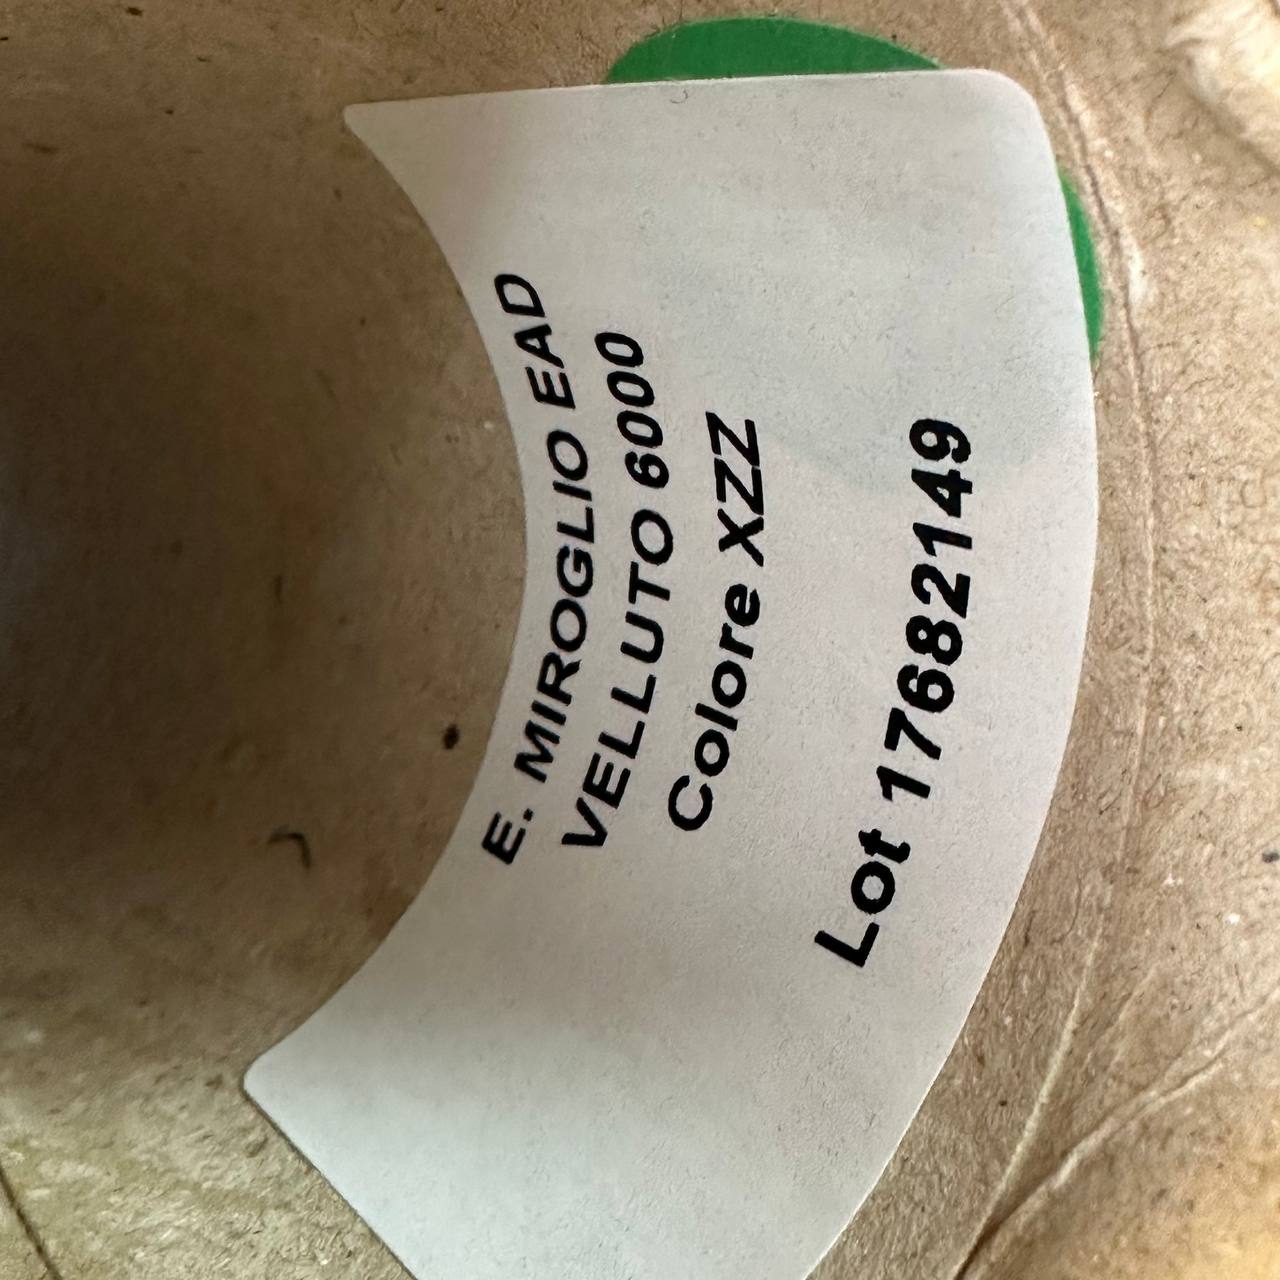 E. MIROGLIO EAD
VELLUTO 6000
Colore XZZ
Lot 17682149